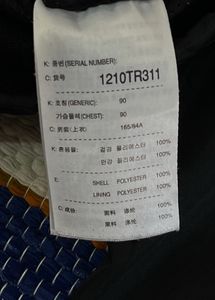 K: 품번(SERIAL NUMBER):
C: 货号 1210TR311
K: 호칭(GENERIC): 90
가슴둘레(CHEST): 90
C: 号型(上衣) 165/84A
K: 혼용율: 겉감 폴리에스터 100%
안감 폴리에스터 100%
E: SHELL POLYESTER 100%
LINING POLYESTER 100%
C: 成份: 面料 涤纶 100%
里料 涤纶 100%